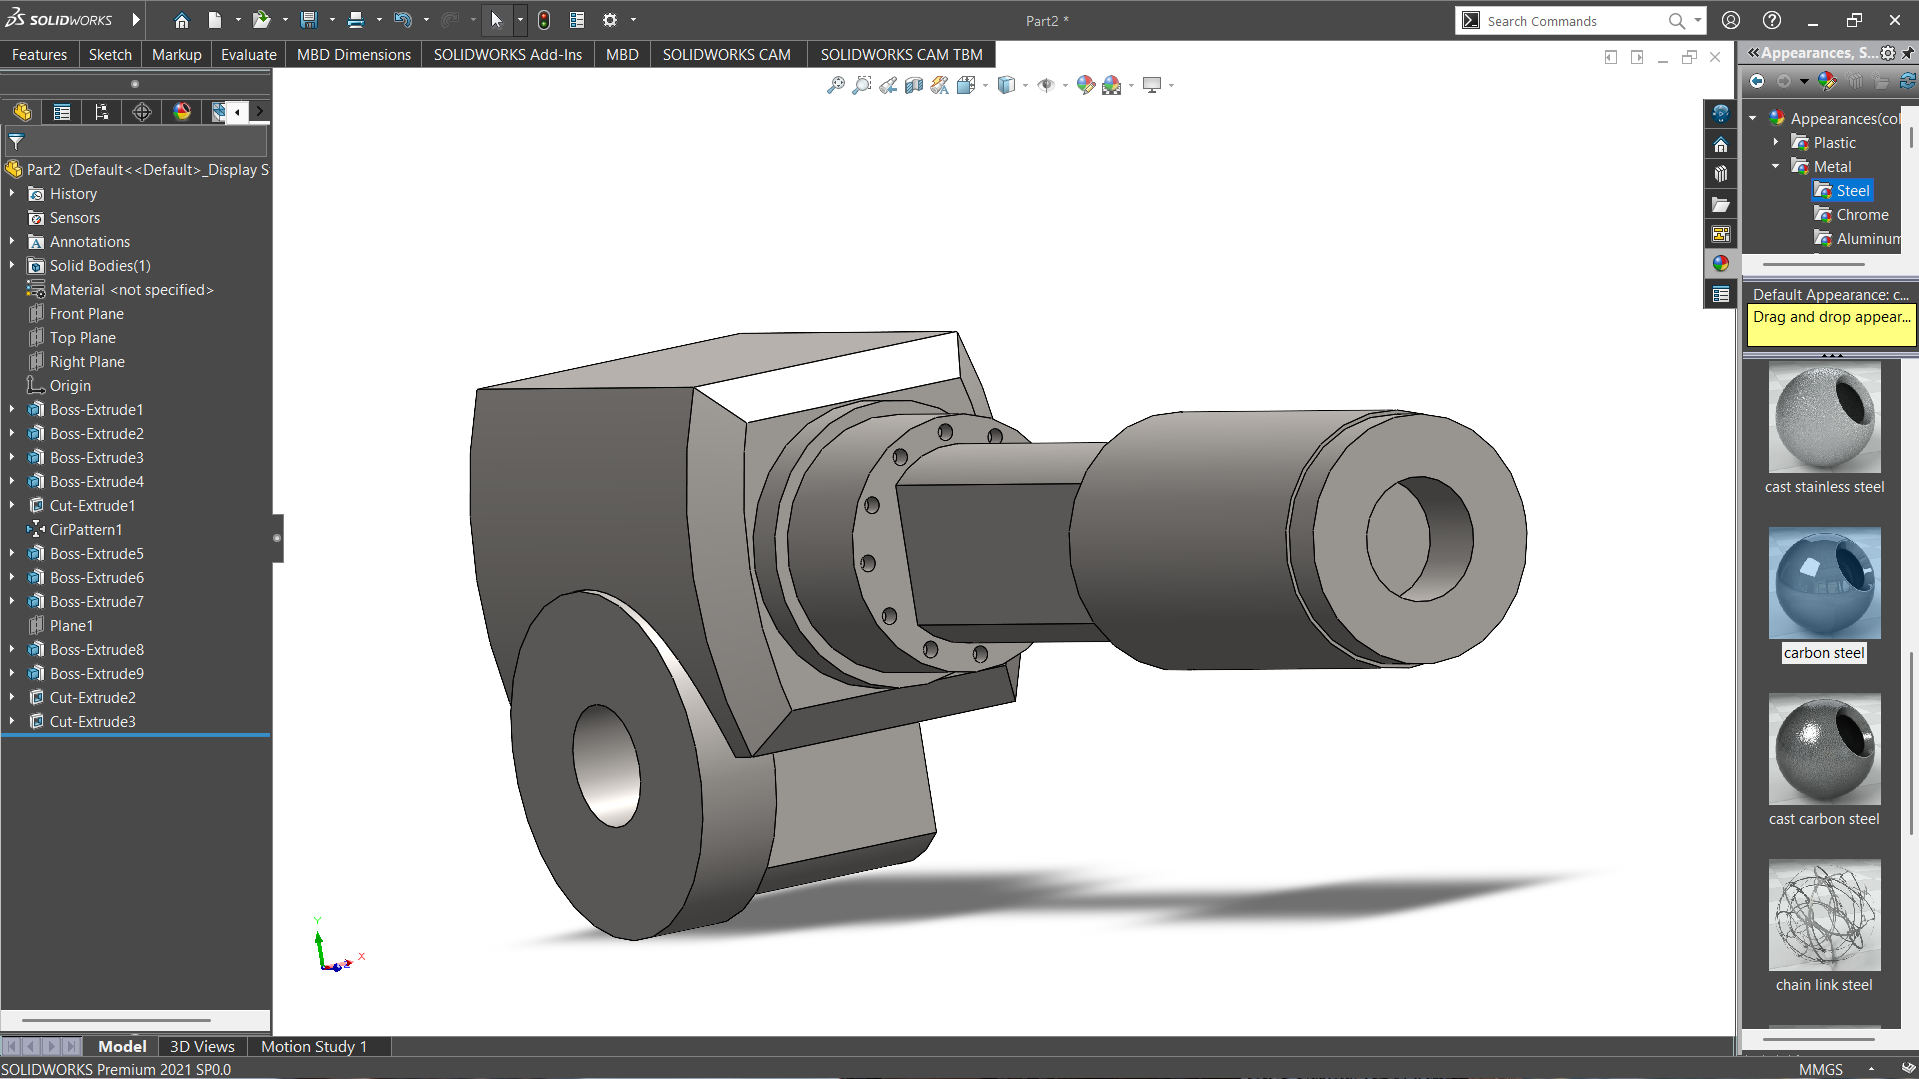 SOLIDWORKS
Part2 *
Search Commands
Features
Sketch
Markup
Evaluate
MBD Dimensions
SOLIDWORKS Add-Ins
MBD
SOLIDWORKS CAM
SOLIDWORKS CAM TBM
Part2 (Default<<Default>_Display S
History
Sensors
Annotations
Solid Bodies(1)
Material <not specified>
Front Plane
Top Plane
Right Plane
Origin
Boss-Extrude1
Boss-Extrude2
Boss-Extrude3
Boss-Extrude4
Cut-Extrude1
CirPattern1
Boss-Extrude5
Boss-Extrude6
Boss-Extrude7
Plane1
Boss-Extrude8
Boss-Extrude9
Cut-Extrude2
Cut-Extrude3
Y
X
Appearances, S...
Appearances(col
Plastic
Metal
Steel
Chrome
Aluminum
Default Appearance: c...
Drag and drop appear...
cast stainless steel
carbon steel
cast carbon steel
chain link steel
Model
3D Views
Motion Study 1
SOLIDWORKS Premium 2021 SP0.0
MMGS